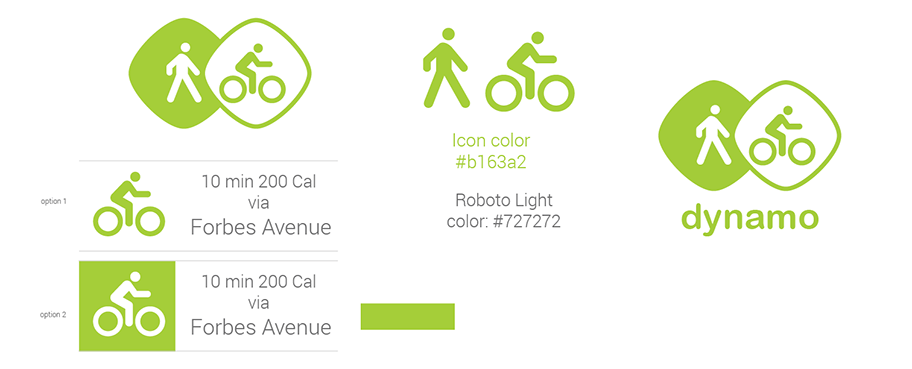 option 1
10 min 200 Cal
via
Forbes Avenue
option 2
10 min 200 Cal
via
Forbes Avenue
Icon color
#b163a2
Roboto Light
color: #727272
dynamo